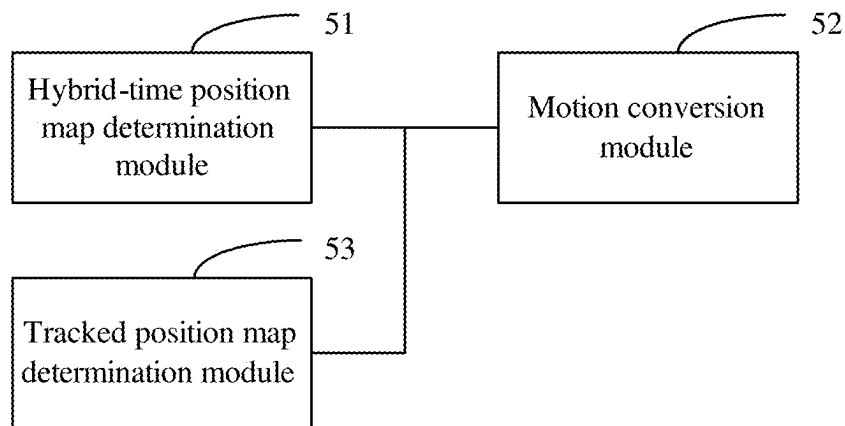 51
52
Hybrid-time position
map determination
module
Motion conversion
module
53
Tracked position map
determination module